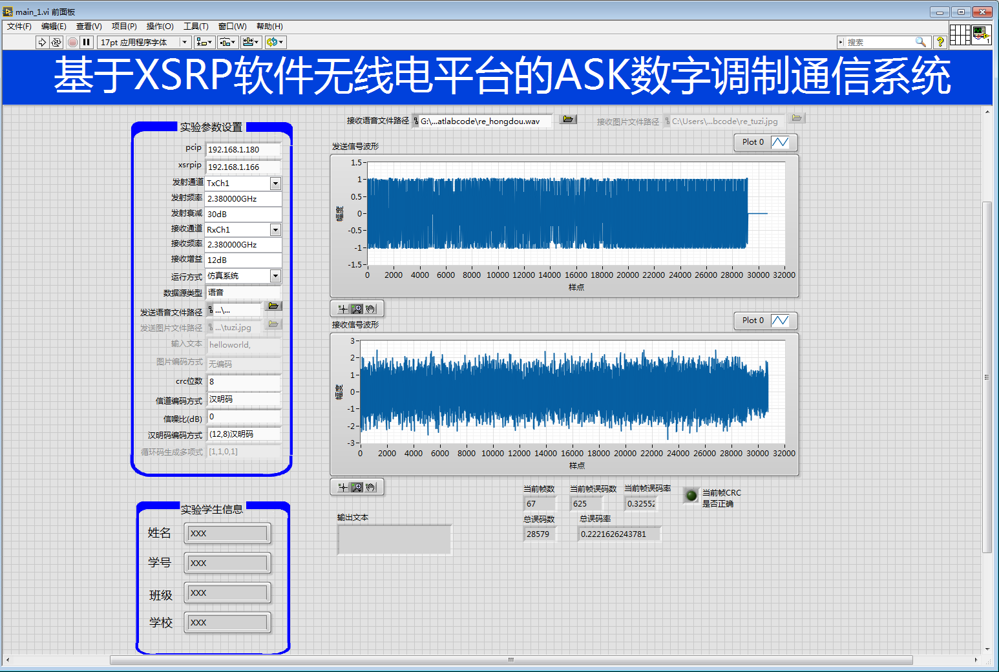 main_1.vi 前面板
文件(F) 编辑(E) 查看(V) 项目(P) 操作(O) 工具(T) 窗口(W) 帮助(H)
17pt 应用程序字体
搜索
基于XSRP软件无线电平台的ASK数字调制通信系统
实验参数设置
pcip 192.168.1.180
xsrpip 192.168.1.166
发射通道 TxCh1
发射频率 2.380000GHz
发射衰减 30dB
接收通道 RxCh1
接收频率 2.380000GHz
接收增益 12dB
运行方式 仿真系统
数据源类型 语音
发送语音文件路径 ...\...
发送图片文件路径 ...\tuzi.jpg
输入文本 helloworld,
图片编码方式 无编码
crc位数 8
信道编码方式 汉明码
信噪比(dB) 0
汉明码编码方式 (12,8)汉明码
循环码生成多项式 [1,1,0,1]
实验学生信息
姓名 XXX
学号 XXX
班级 XXX
学校 XXX
接收语音文件路径 G:\...atlabcode\re_hongdou.wav
接收图片文件路径 C:\Users\...bcode\re_tuzi.jpg
发送信号波形
Plot 0
1.5
1
0.5
0
-0.5
-1
-1.5
幅度
0 2000 4000 6000 8000 10000 12000 14000 16000 18000 20000 22000 24000 26000 28000 30000 32000
样点
接收信号波形
Plot 0
3
2
1
0
-1
-2
-3
幅度
0 2000 4000 6000 8000 10000 12000 14000 16000 18000 20000 22000 24000 26000 28000 30000 32000
样点
当前帧数 当前帧误码数 当前帧误码率
67 625 0.32552
当前帧CRC
是否正确
总误码数 总误码率
28579 0.2221626243781
输出文本